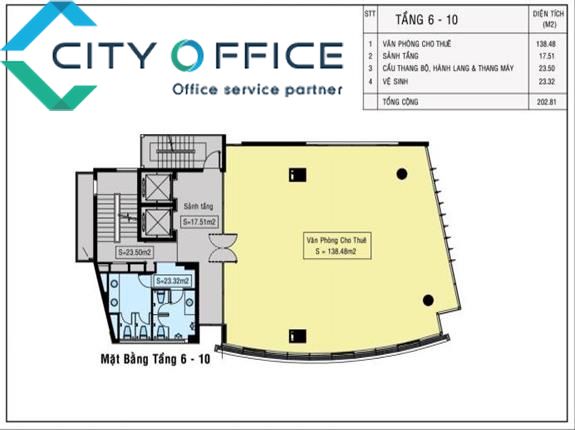 CITY OFFICE
Office service partner
STT TẦNG 6 - 10 DIỆN TÍCH (M2)
1 VĂN PHÒNG CHO THUÊ 138.48
2 SẢNH TẦNG 17.51
3 CẦU THANG BỘ, HÀNH LANG & THANG MÁY 23.50
4 VỆ SINH 23.32
TỔNG CỘNG 202.81
Sảnh tầng
S=17.51m2
Văn Phòng Cho Thuê
S = 138.48m2
S=23.50m2
S=23.32m2
Mặt Bằng Tầng 6 - 10